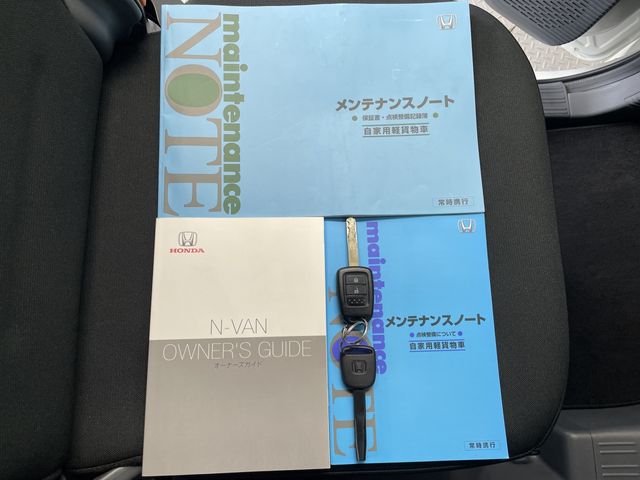 maintenance
NOTE
メンテナンスノート
保証書・点検整備記録簿
自家用軽貨物車
常時携行
HONDA
N-VAN
OWNER'S GUIDE
オーナーズガイド
maintenance
NOTE
メンテナンスノート
点検整備について
自家用軽貨物車
常時携行